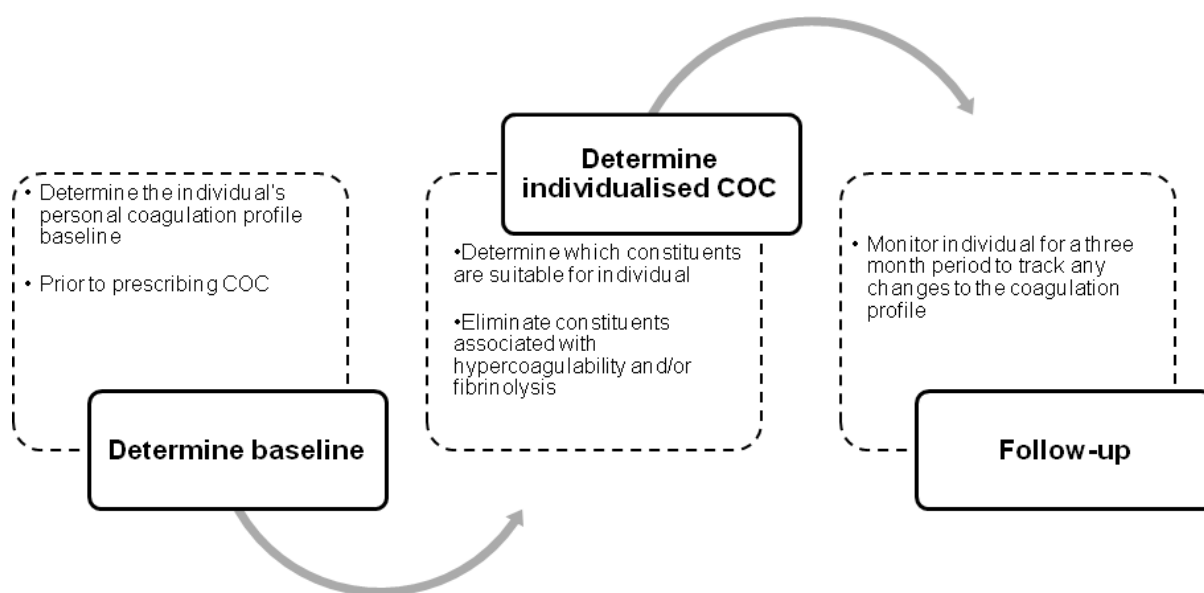 • Determine the individual's
personal coagulation profile
baseline
• Prior to prescribing COC
Determine baseline
Determine
individualised COC
•Determine which constituents
are suitable for individual
•Eliminate constituents
associated with
hypercoagulability and/or
fibrinolysis
• Monitor individual for a three
month period to track any
changes to the coagulation
profile
Follow-up